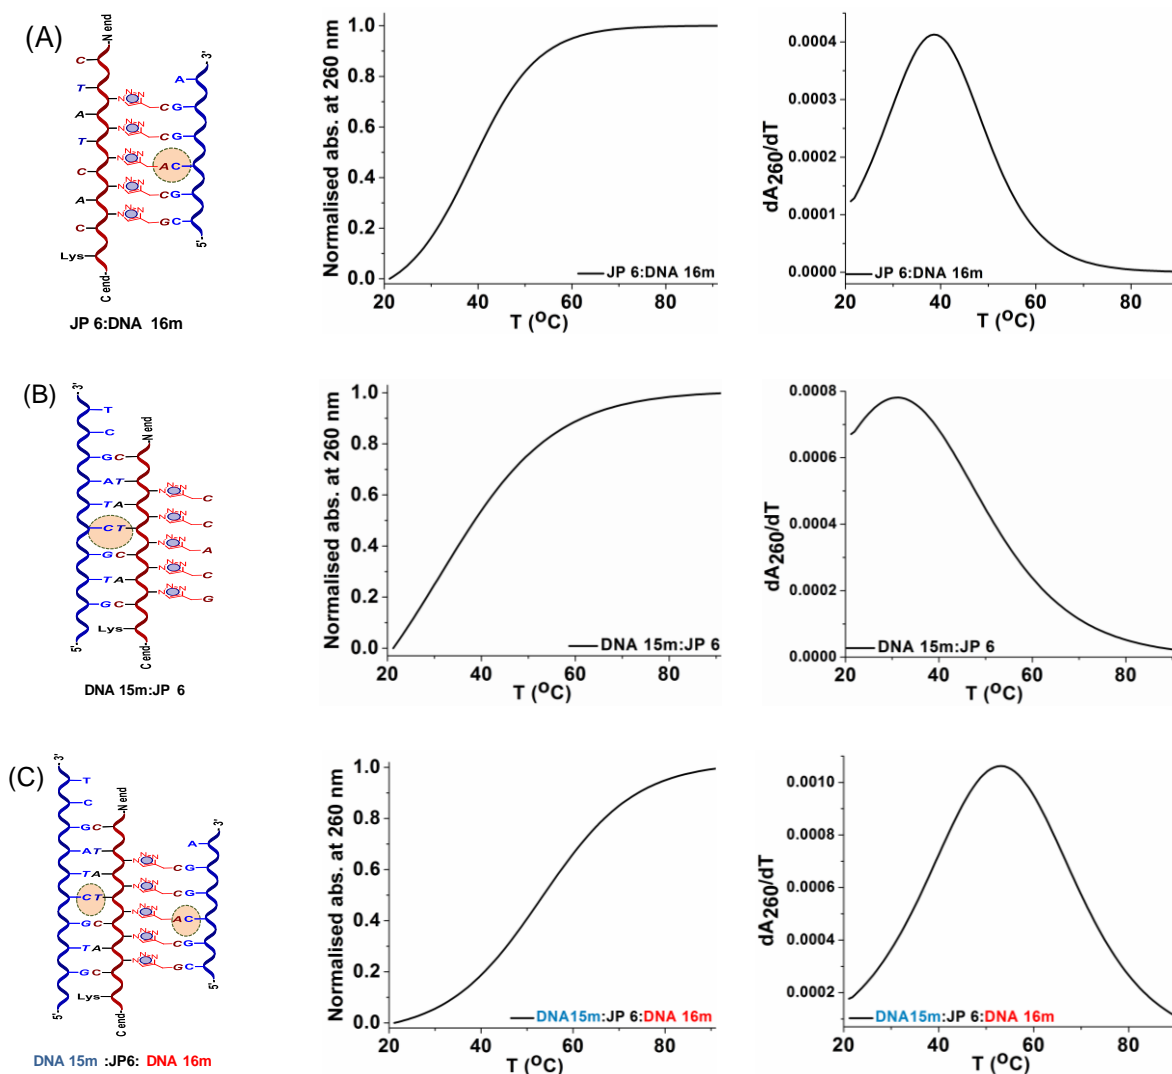 (A)
N end
C
T
A
T
C
A
C
Lys
C end
N N N C G
N N N C G
N N N A C
N N N C G
N N N G C
A
3'
5'
JP 6:DNA 16m
Normalised abs. at 260 nm
1.0
0.8
0.6
0.4
0.2
0.0
20 40 60 80
T (ºC)
JP 6:DNA 16m
dA260/dT
0.0004
0.0003
0.0002
0.0001
0.0000
20 40 60 80
T (ºC)
JP 6:DNA 16m
(B)
3'
T
C
N end
G C
A T
T A
C T
G C
T A
G C
Lys
5'
C end
N N N C
N N N C
N N N A
N N N C
N N N G
DNA 15m:JP 6
Normalised abs. at 260 nm
1.0
0.8
0.6
0.4
0.2
0.0
20 40 60 80
T (ºC)
DNA 15m:JP 6
dA260/dT
0.0008
0.0006
0.0004
0.0002
0.0000
20 40 60 80
T (ºC)
DNA 15m:JP 6
(C)
3'
T
C
N end
G C
A T
T A
C T
G C
T A
G C
Lys
5'
C end
3'
A
N N N C G
N N N C G
N N N A C
N N N C G
N N N G C
5'
DNA 15m :JP6: DNA 16m
Normalised abs. at 260 nm
1.0
0.8
0.6
0.4
0.2
0.0
20 40 60 80
T (ºC)
DNA15m:JP 6:DNA 16m
dA260/dT
0.0010
0.0008
0.0006
0.0004
0.0002
20 40 60 80
T (ºC)
DNA15m:JP 6:DNA 16m